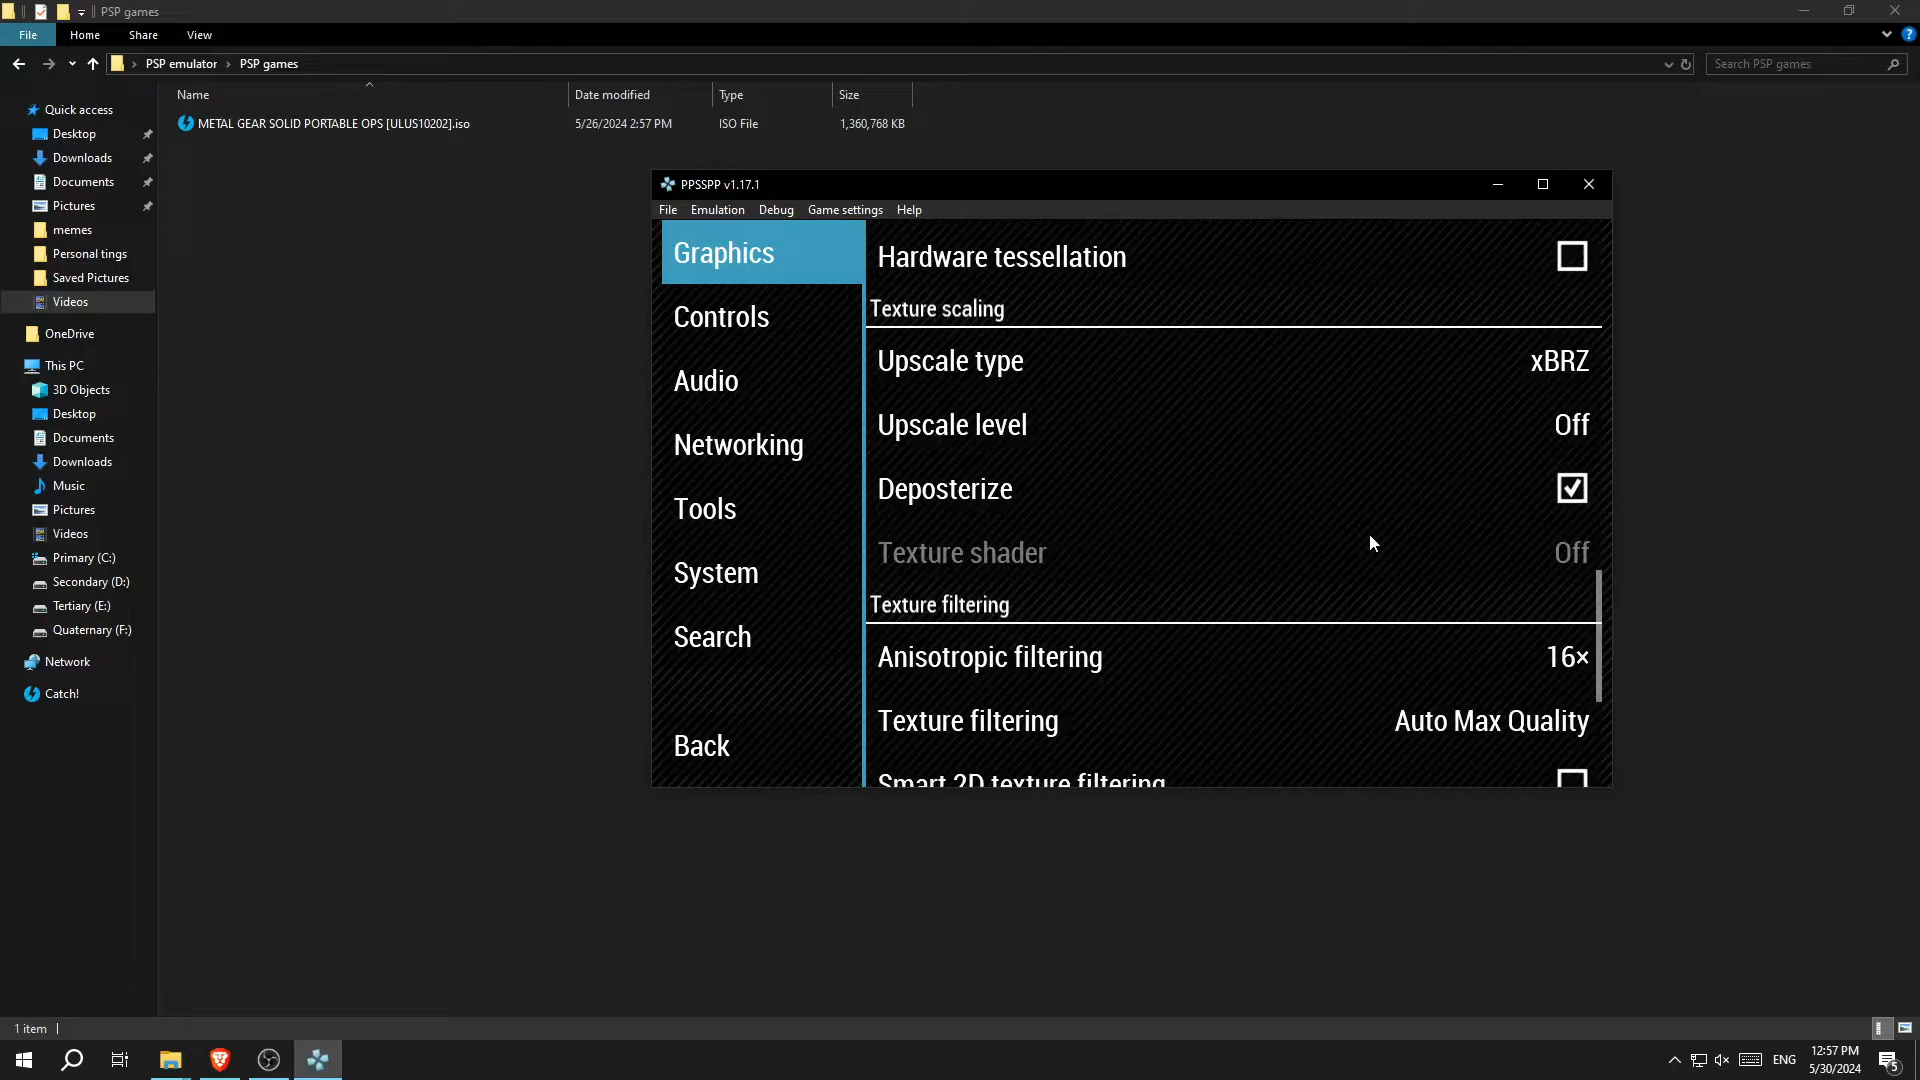 PSP games
File
Home
Share
View
PSP emulator
PSP games
Search PSP games
Name
Date modified
Type
Size
METAL GEAR SOLID PORTABLE OPS [ULUS10202].iso
5/26/2024 2:57 PM
ISO File
1,360,768 KB
Quick access
Desktop
Downloads
Documents
Pictures
memes
Personal tings
Saved Pictures
Videos
OneDrive
This PC
3D Objects
Desktop
Documents
Downloads
Music
Pictures
Videos
Primary (C:)
Secondary (D:)
Tertiary (E:)
Quaternary (F:)
Network
Catch!
PPSSPP v1.17.1
File
Emulation
Debug
Game settings
Help
Graphics
Controls
Audio
Networking
Tools
System
Search
Back
Hardware tessellation
Texture scaling
Upscale type
xBRZ
Upscale level
Off
Deposterize
Texture shader
Off
Texture filtering
Anisotropic filtering
16×
Texture filtering
Auto Max Quality
Smart 2D texture filtering
1 item
ENG
12:57 PM
5/30/2024
5